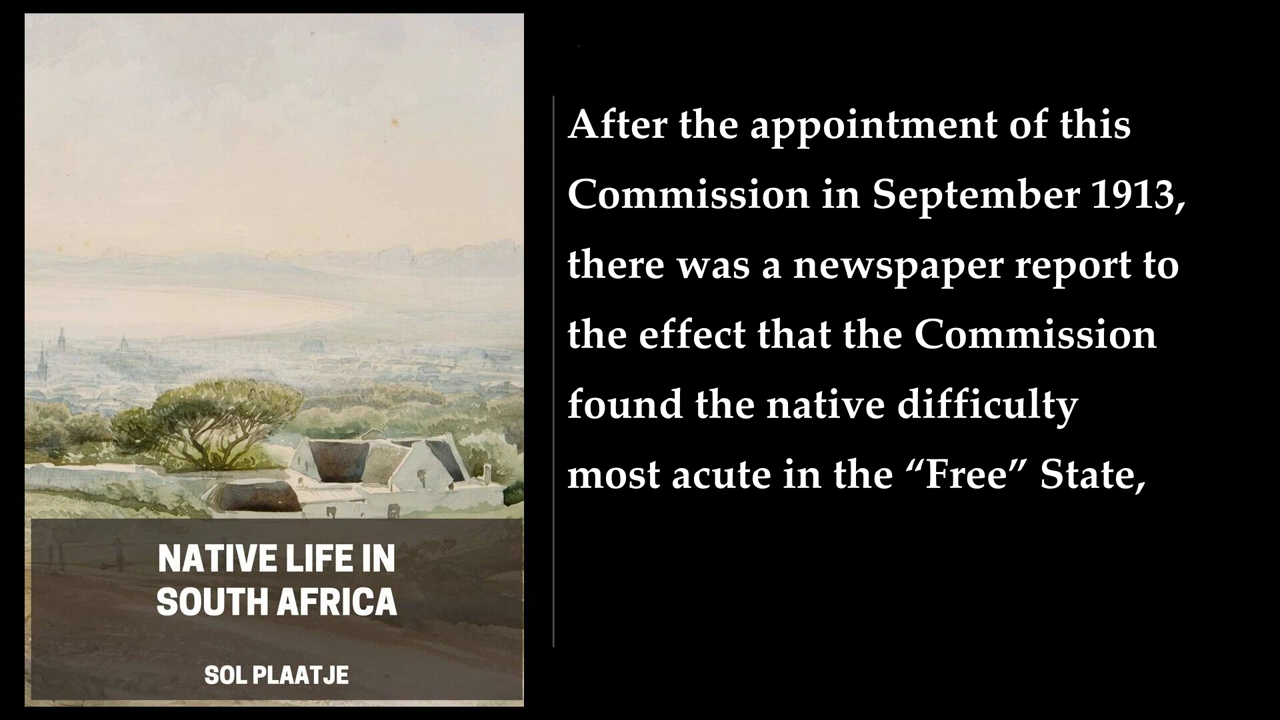 NATIVE LIFE IN
SOUTH AFRICA
SOL PLAATJE
After the appointment of this
Commission in September 1913,
there was a newspaper report to
the effect that the Commission
found the native difficulty
most acute in the “Free” State,